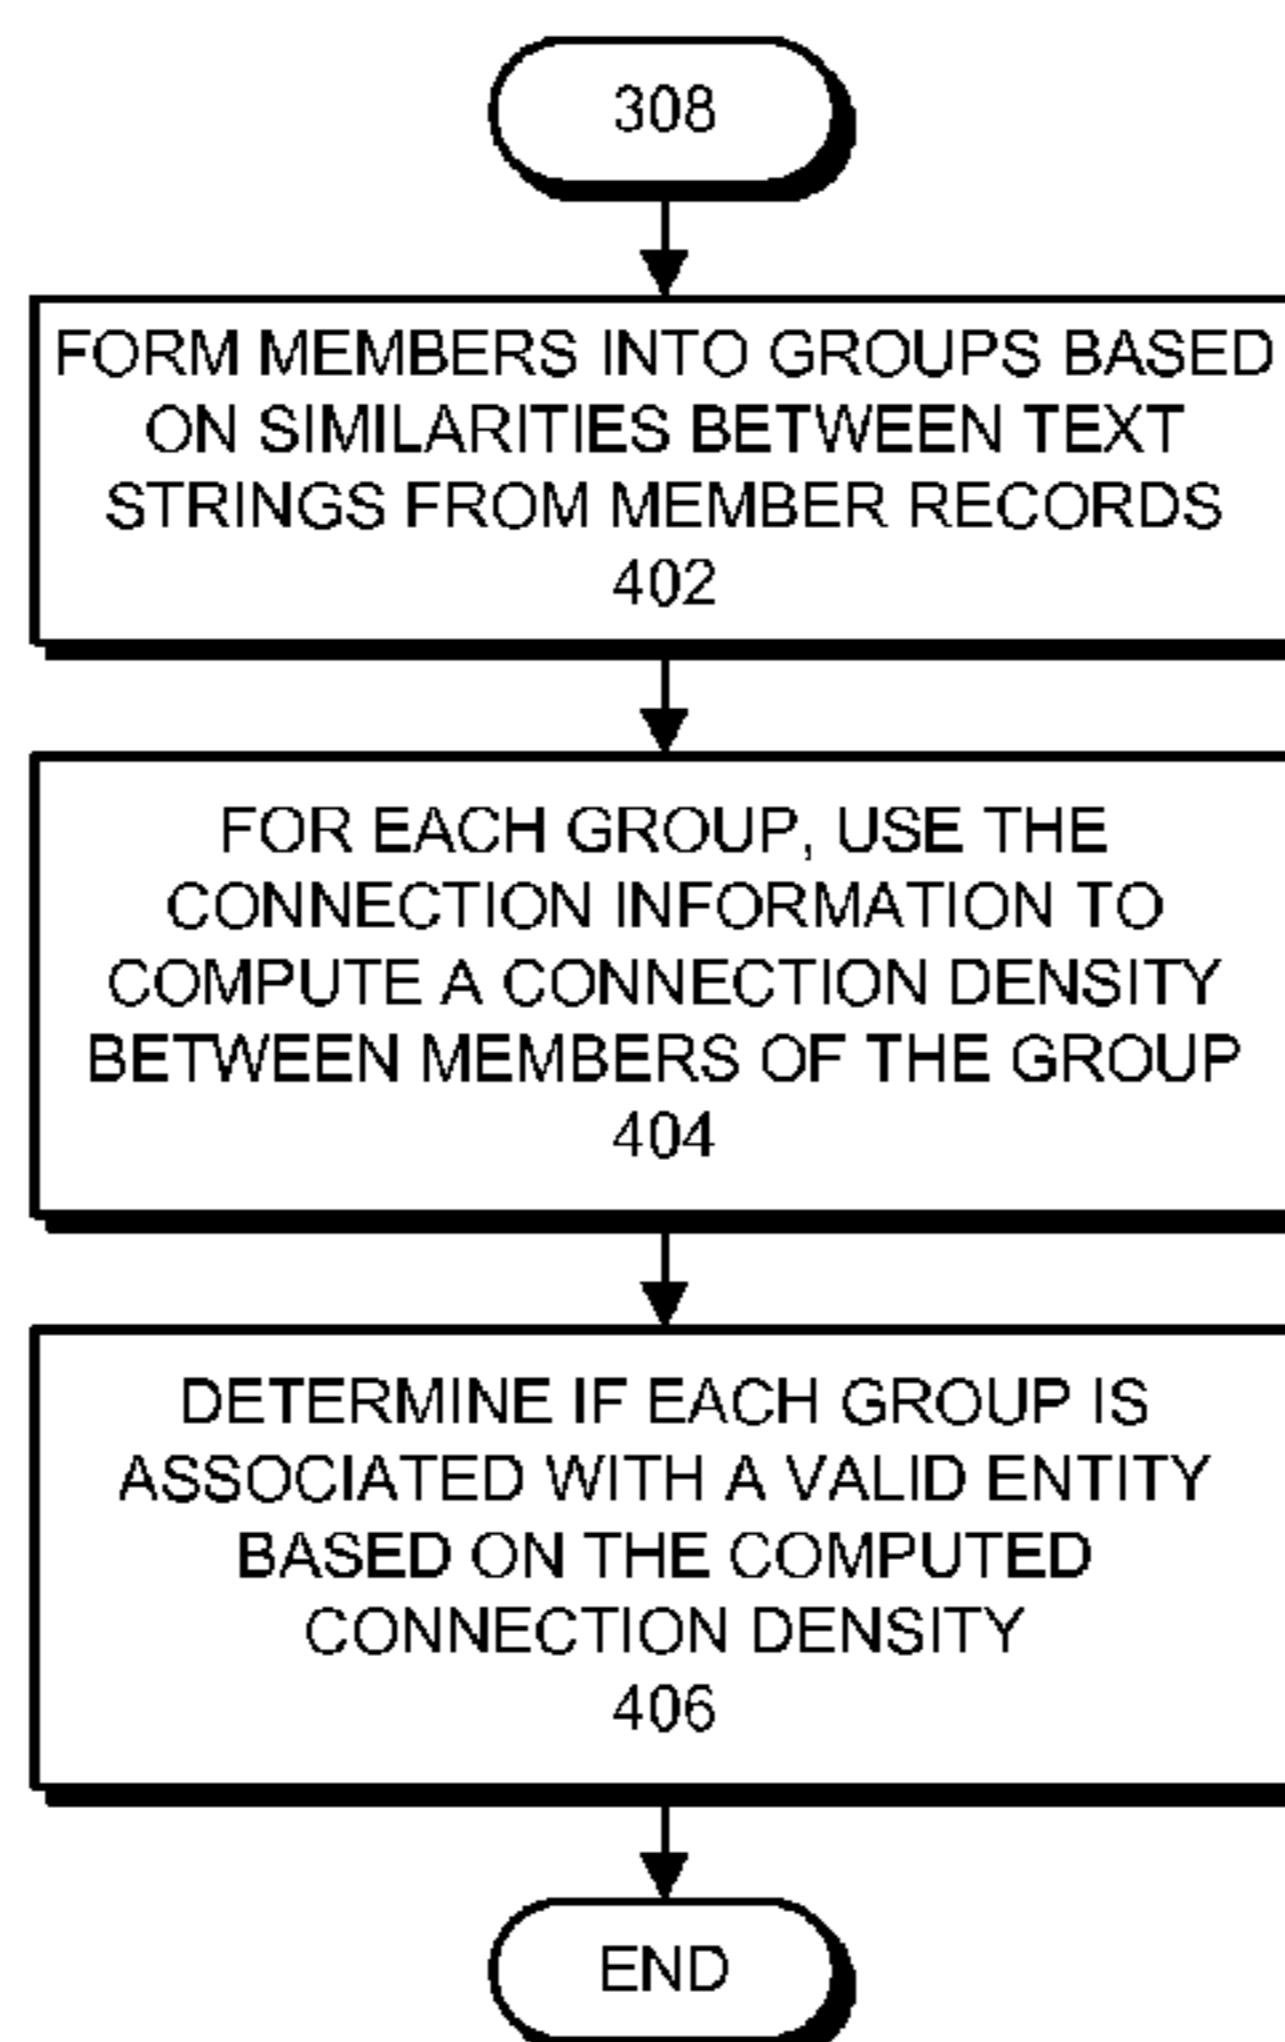 308
FORM MEMBERS INTO GROUPS BASED
ON SIMILARITIES BETWEEN TEXT
STRINGS FROM MEMBER RECORDS
402
FOR EACH GROUP, USE THE
CONNECTION INFORMATION TO
COMPUTE A CONNECTION DENSITY
BETWEEN MEMBERS OF THE GROUP
404
DETERMINE IF EACH GROUP IS
ASSOCIATED WITH A VALID ENTITY
BASED ON THE COMPUTED
CONNECTION DENSITY
406
END